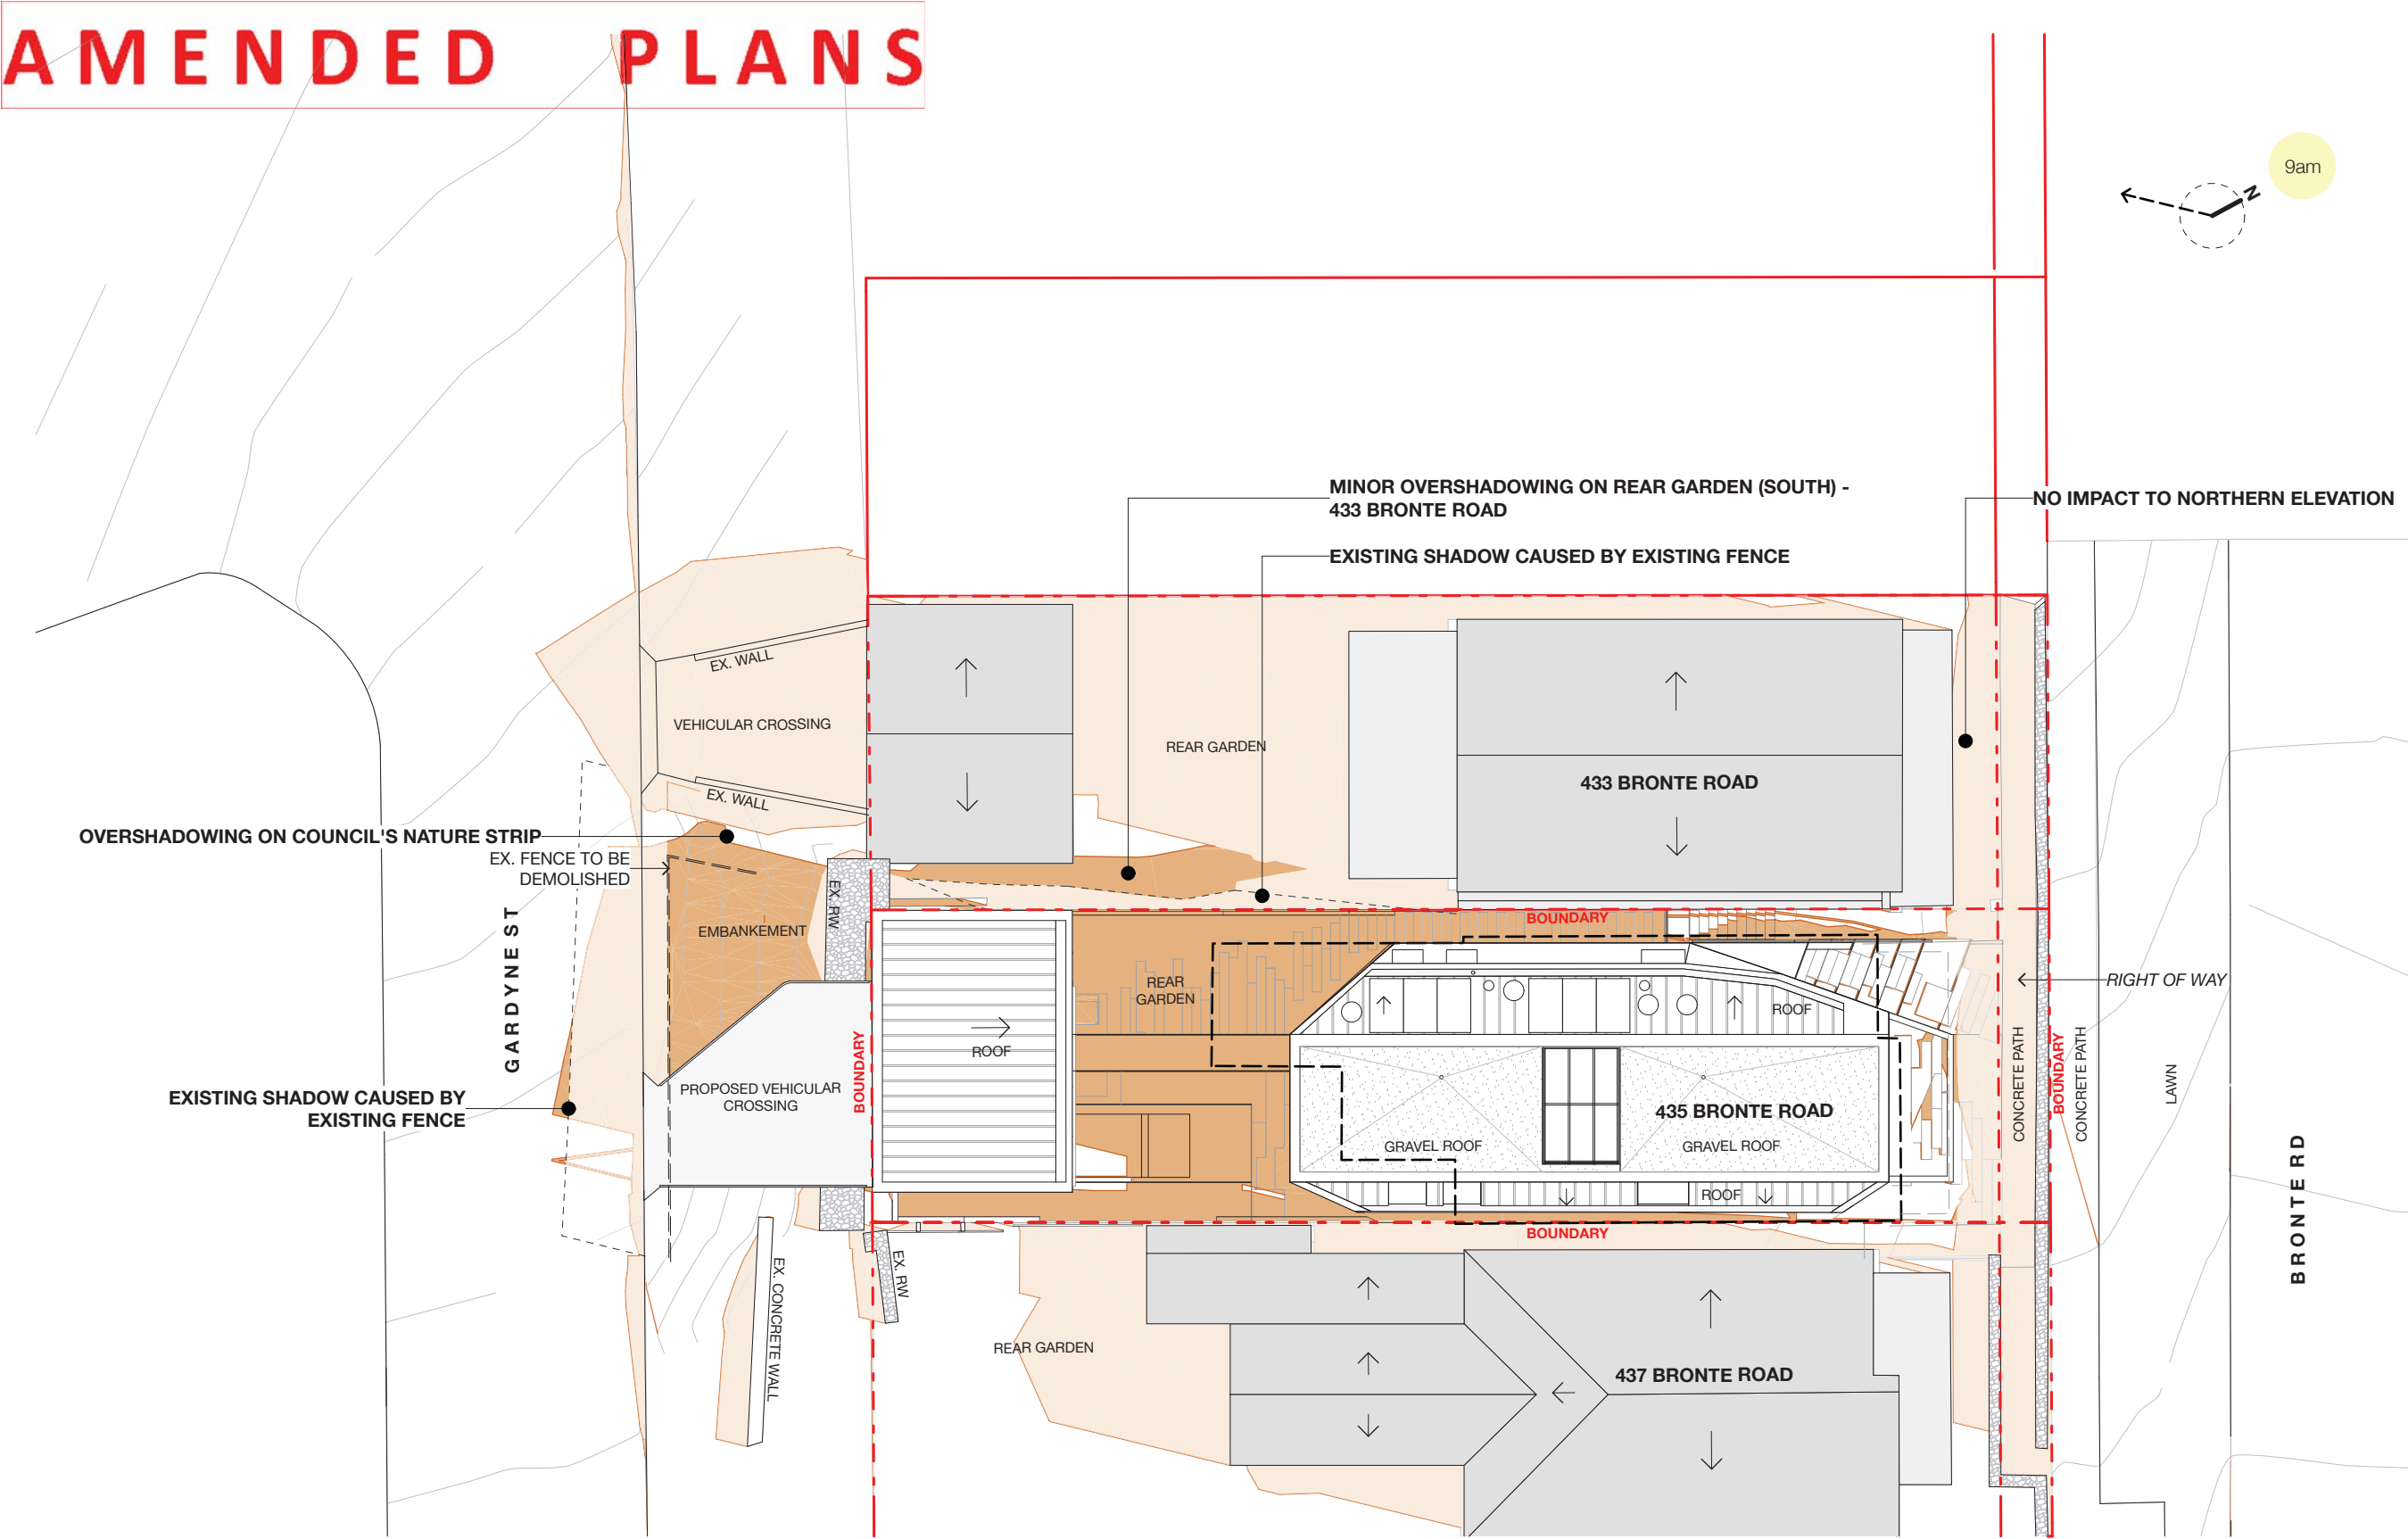 AMENDED PLANS
9am
N
MINOR OVERSHADOWING ON REAR GARDEN (SOUTH) -
433 BRONTE ROAD
NO IMPACT TO NORTHERN ELEVATION
EXISTING SHADOW CAUSED BY EXISTING FENCE
EX. WALL
VEHICULAR CROSSING
REAR GARDEN
433 BRONTE ROAD
EX. WALL
OVERSHADOWING ON COUNCIL'S NATURE STRIP
EX. FENCE TO BE
DEMOLISHED
EX. RW
BOUNDARY
EMBANKEMENT
GARDYNE ST
REAR
GARDEN
RIGHT OF WAY
ROOF
ROOF
BOUNDARY
PROPOSED VEHICULAR
CROSSING
EXISTING SHADOW CAUSED BY
EXISTING FENCE
435 BRONTE ROAD
GRAVEL ROOF
GRAVEL ROOF
ROOF
CONCRETE PATH
BOUNDARY
CONCRETE PATH
LAWN
BRONTE RD
BOUNDARY
EX. RW
EX. CONCRETE WALL
REAR GARDEN
437 BRONTE ROAD